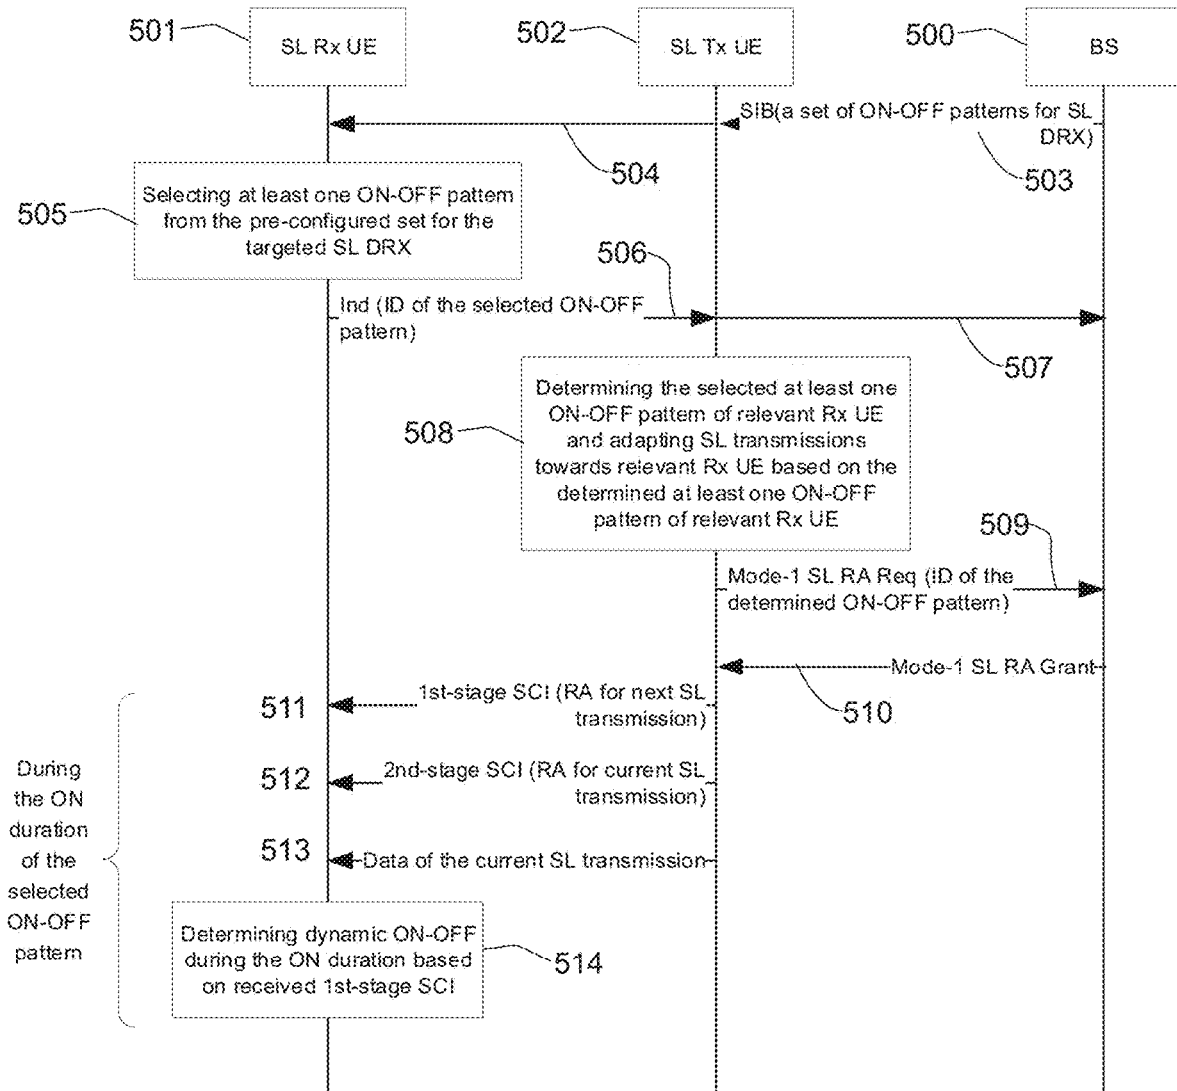 501
SL Rx UE
502
SL Tx UE
500
BS
SIB(a set of ON-OFF patterns for SL
DRX)
504
503
505
Selecting at least one ON-OFF pattern
from the pre-configured set for the
targeted SL DRX
506
Ind (ID of the selected ON-OFF
pattern)
507
508
Determining the selected at least one
ON-OFF pattern of relevant Rx UE
and adapting SL transmissions
towards relevant Rx UE based on the
determined at least one ON-OFF
pattern of relevant Rx UE
509
Mode-1 SL RA Req (ID of the
determined ON-OFF pattern)
Mode-1 SL RA Grant
510
511
1st-stage SCI (RA for next SL
transmission)
512
2nd-stage SCI (RA for current SL
transmission)
513
Data of the current SL transmission
During
the ON
duration
of the
selected
ON-OFF
pattern
Determining dynamic ON-OFF
during the ON duration based
on received 1st-stage SCI
514